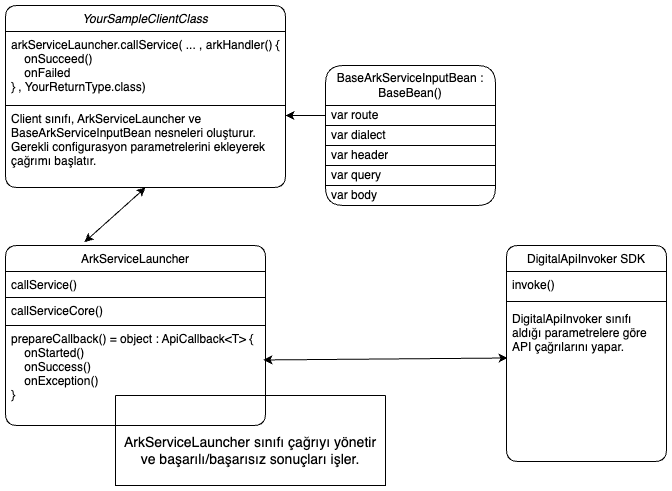 YourSampleClientClass
arkServiceLauncher.callService( ... , arkHandler() {
onSucceed()
onFailed
} , YourReturnType.class)
Client sınıfı, ArkServiceLauncher ve
BaseArkServiceInputBean nesneleri oluşturur.
Gerekli configurasyon parametrelerini ekleyerek
çağrımı başlatır.
BaseArkServiceInputBean :
BaseBean()
var route
var dialect
var header
var query
var body
ArkServiceLauncher
callService()
callServiceCore()
prepareCallback() = object : ApiCallback<T> {
onStarted()
onSuccess()
onException()
}
ArkServiceLauncher sınıfı çağrıyı yönetir
ve başarılı/başarısız sonuçları işler.
DigitalApiInvoker SDK
invoke()
DigitalApiInvoker sınıfı
aldığı parametrelere göre
API çağrılarını yapar.